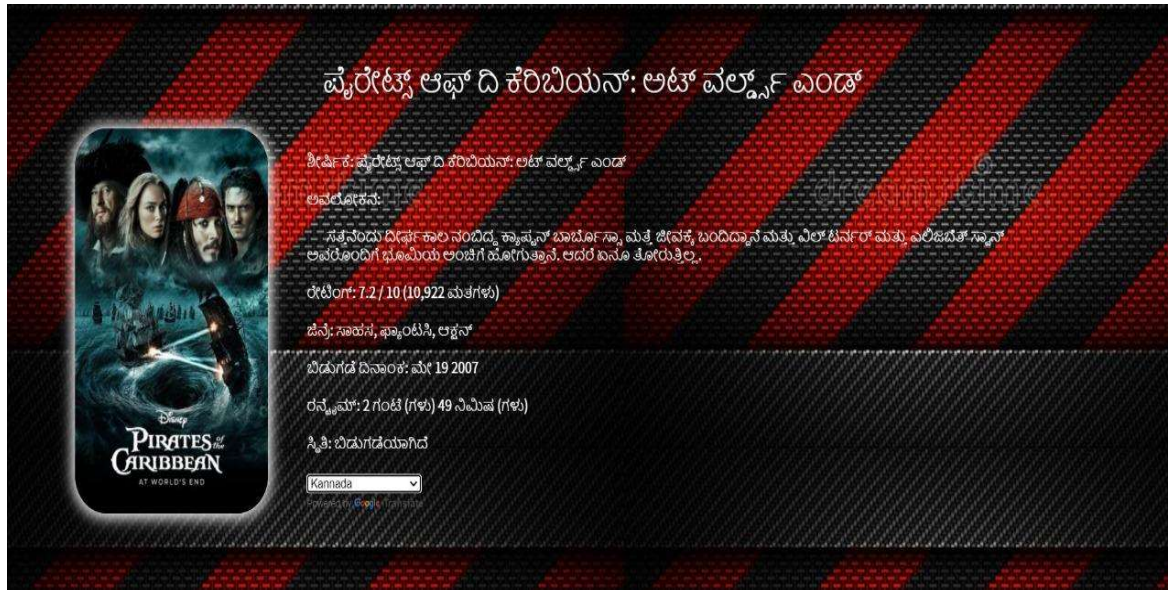 ಪೈರೇಟ್ಸ್ ಆಫ್ ದಿ ಕೆರಿಬಿಯನ್: ಅಟ್ ವರ್ಲ್ಡ್ಸ್ ಎಂಡ್
ಶೀರ್ಷಿಕೆ: ಪೈರೇಟ್ಸ್ ಆಫ್ ದಿ ಕೆರಿಬಿಯನ್: ಅಟ್ ವರ್ಲ್ಡ್ಸ್ ಎಂಡ್
ಅವಲೋಕನ:
ಸತ್ತನೆಂದು ದೀರ್ಘಕಾಲ ನಂಬಿದ್ದ ಕ್ಯಾಪ್ಟನ್ ಬಾರ್ಬೊಸ್ಸಾ ಮತ್ತೆ ಜೀವಕ್ಕೆ ಬಂದಿದ್ದಾನೆ ಮತ್ತು ವಿಲ್ ಟರ್ನರ್ ಮತ್ತು ಎಲಿಜಬೆತ್ ಸ್ವಾನ್
ಅವರೊಂದಿಗೆ ಭೂಮಿಯ ಅಂಚಿಗೆ ಹೋಗುತ್ತಾನೆ. ಆದರೆ ಏನೂ ತೋರುತ್ತಿಲ್ಲ.
ರೇಟಿಂಗ್: 7.2 / 10 (10,922 ಮತಗಳು)
ಜೆನ್ರೆ: ಸಾಹಸ, ಫ್ಯಾಂಟಸಿ, ಆಕ್ಷನ್
ಬಿಡುಗಡೆ ದಿನಾಂಕ: ಮೇ 19 2007
ರನ್ಟೈಮ್: 2 ಗಂಟೆ (ಗಳು) 49 ನಿಮಿಷ (ಗಳು)
ಸ್ಥಿತಿ: ಬಿಡುಗಡೆಯಾಗಿದೆ
Kannada
Powered by Google Translate
Disney
PIRATES of the
CARIBBEAN
AT WORLD'S END